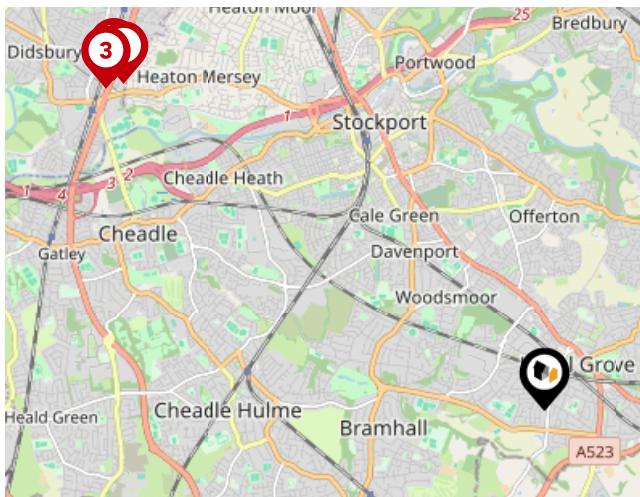 Heaton Moor
25
Bredbury
Didsbury
3
Portwood
Heaton Mersey
1
Stockport
1
4
3
2
Cheadle Heath
Cale Green
Offerton
Cheadle
Gatley
Davenport
Woodsmoor
l Grove
Heald Green
Cheadle Hulme
Bramhall
A523